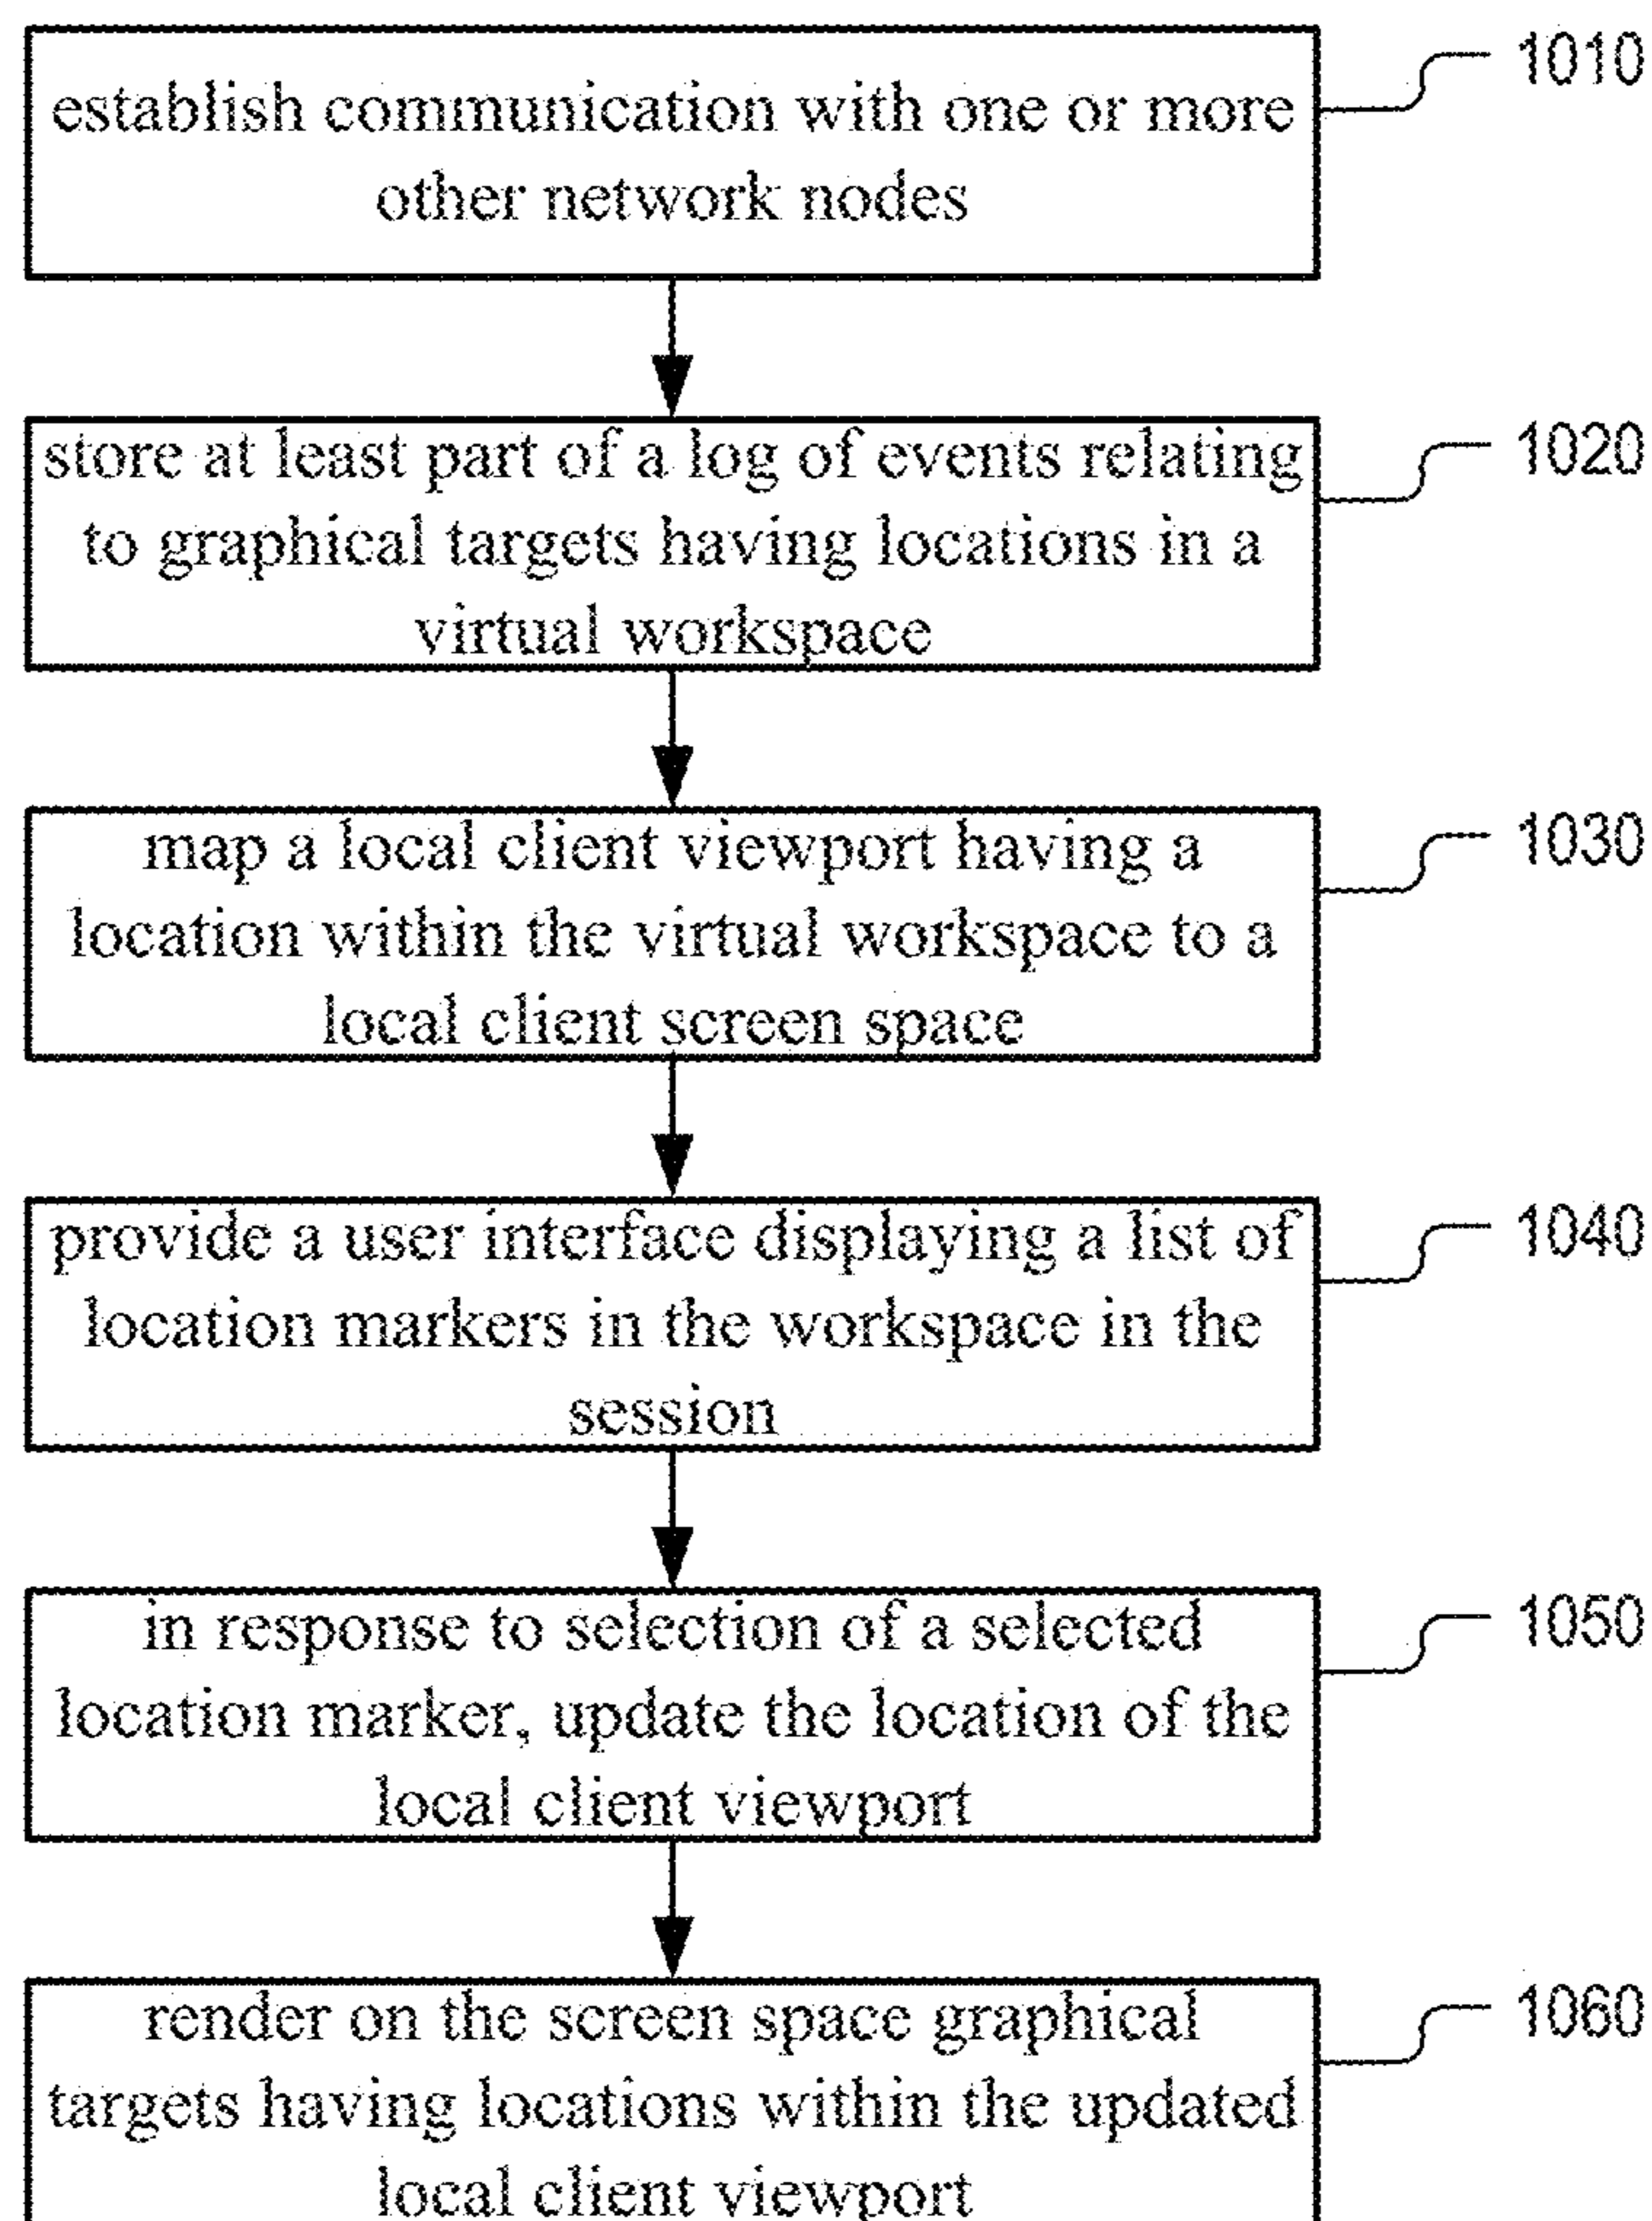 1010
establish communication with one or more
other network nodes
1020
store at least part of a log of events relating
to graphical targets having locations in a
virtual workspace
1030
map a local client viewport having a
location within the virtual workspace to a
local client screen space
1040
provide a user interface displaying a list of
location markers in the workspace in the
session
1050
in response to selection of a selected
location marker, update the location of the
local client viewport
1060
render on the screen space graphical
targets having locations within the updated
local client viewport